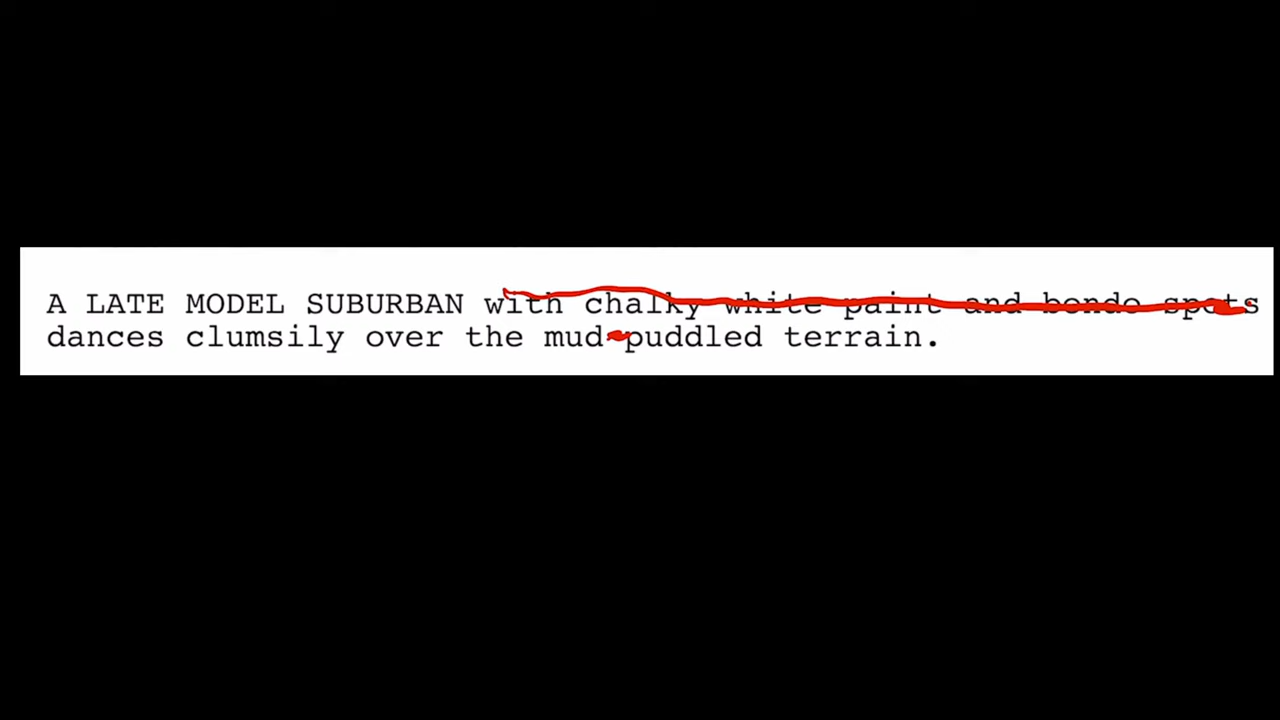 A LATE MODEL SUBURBAN with chalky white paint and bondo spots
dances clumsily over the mud-puddled terrain.